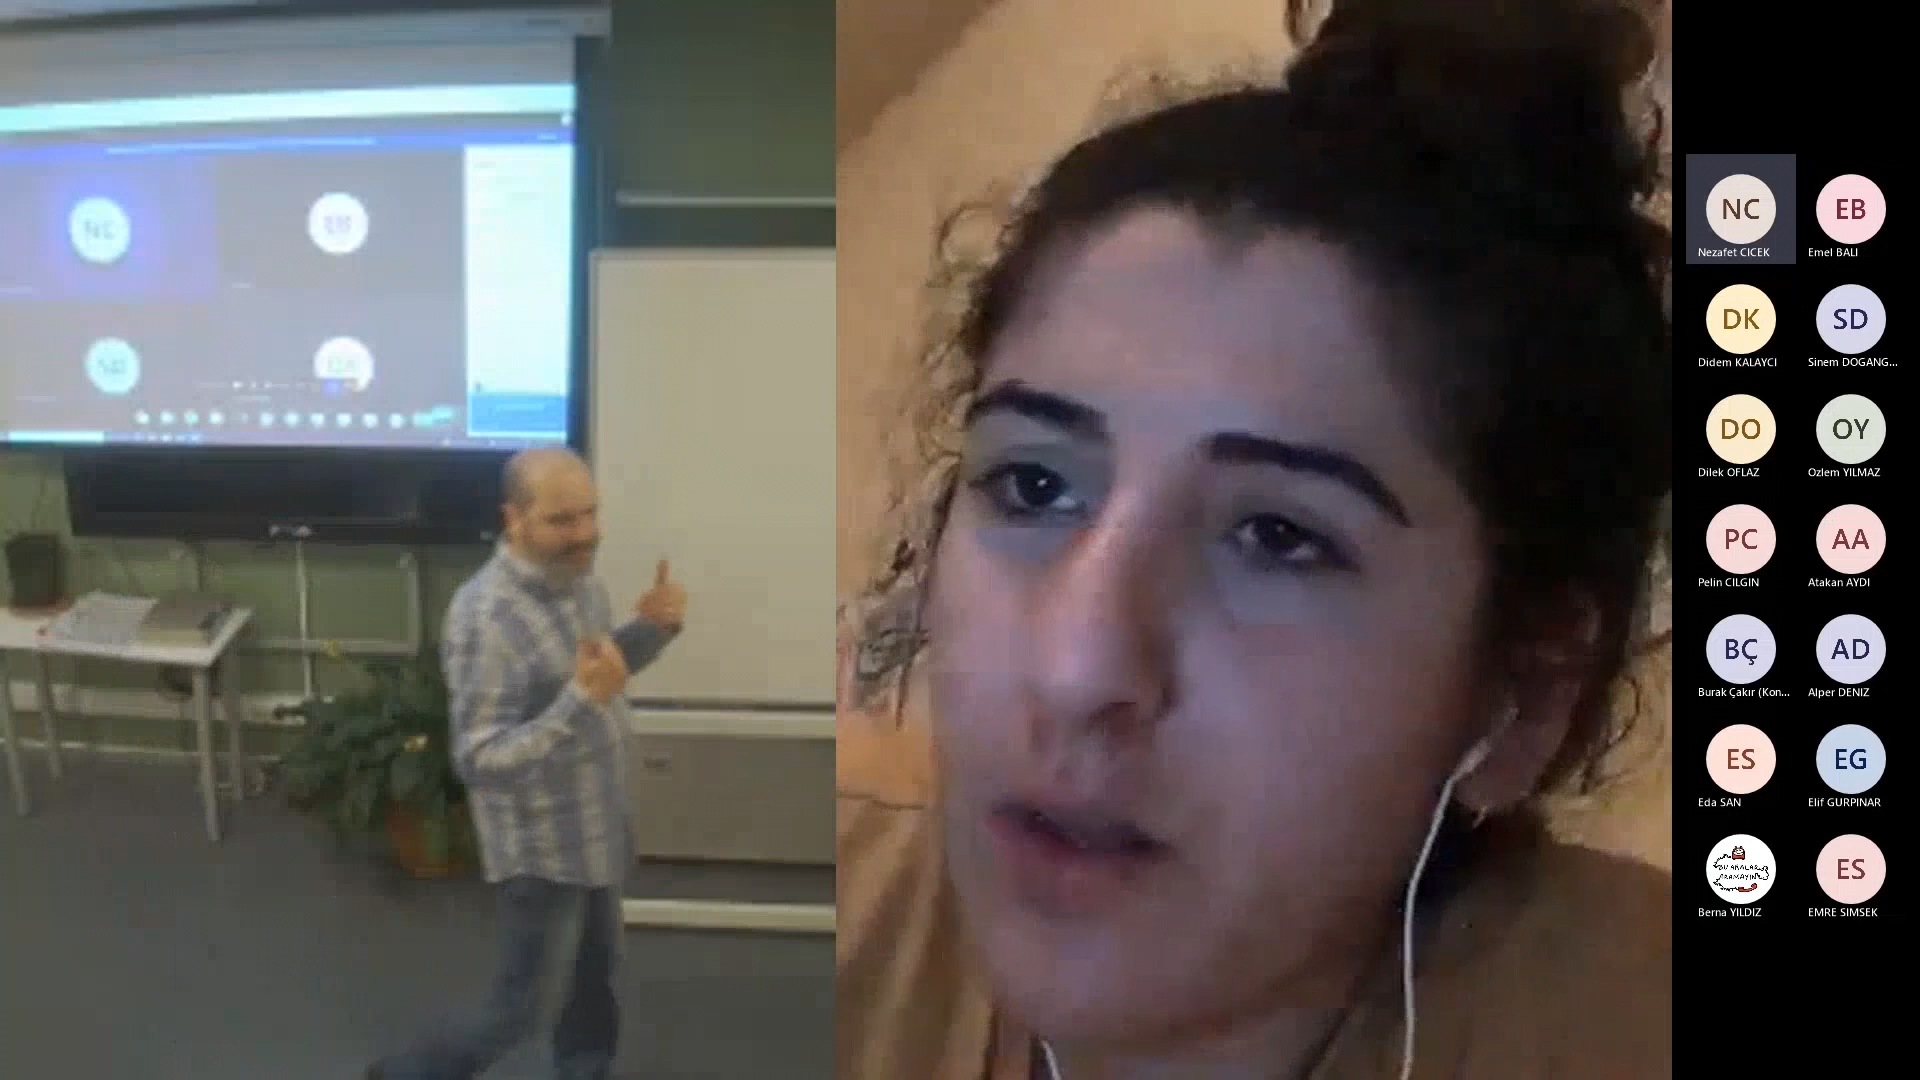 NC
EB
Nezafet CICEK
Emel BALI
DK
SD
Didem KALAYCI
Sinem DOGANG...
DO
OY
Dilek OFLAZ
Ozlem YILMAZ
PC
AA
Pelin CILGIN
Atakan AYDI
BÇ
AD
Burak Çakır (Kon...
Alper DENIZ
ES
EG
Eda SAN
Elif GURPINAR
Berna YILDIZ
ES
EMRE SIMSEK